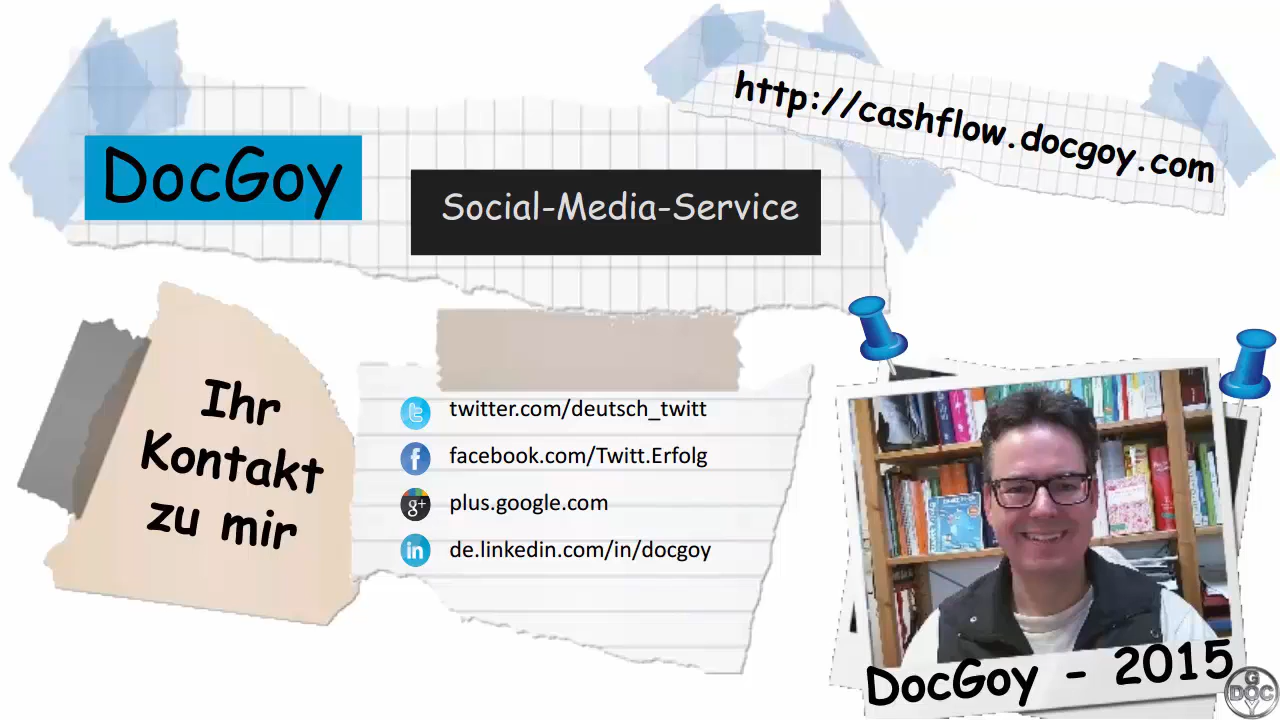 http://cashflow.docgoy.com
DocGoy
Social-Media-Service
Ihr
Kontakt
zu mir
twitter.com/deutsch_twitt
facebook.com/Twitt.Erfolg
plus.google.com
de.linkedin.com/in/docgoy
DocGoy - 2015
G
DOC
Y